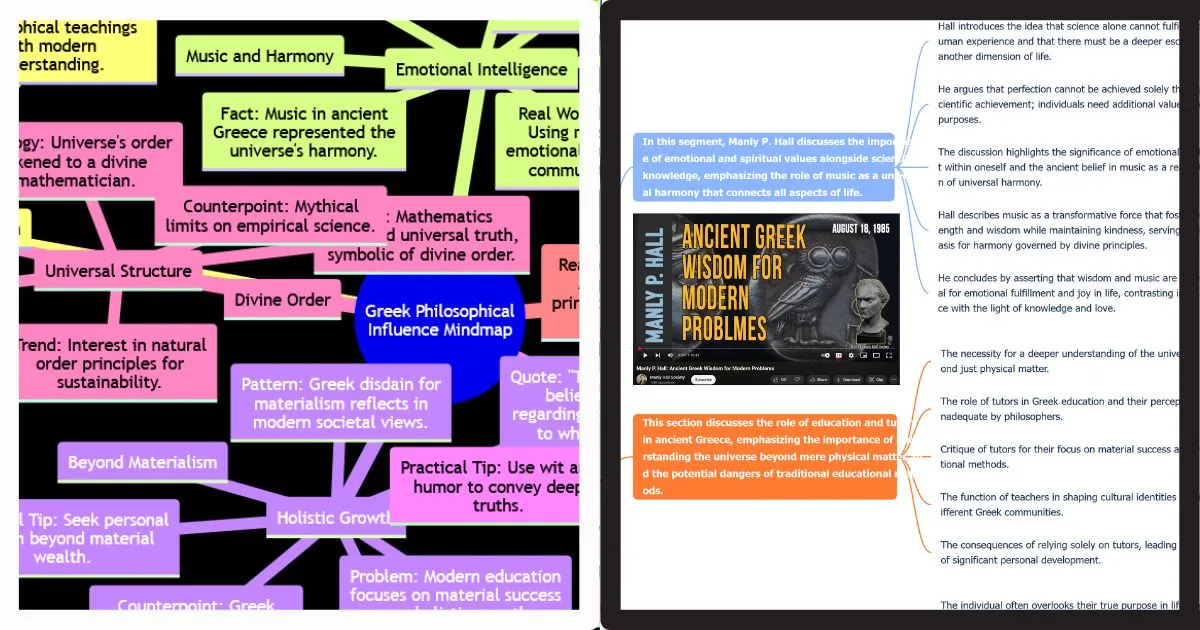 phical teachings
th modern
erstanding.
Music and Harmony
Emotional Intelligence
Fact: Music in ancient
Greece represented the
universe's harmony.
Real Wo
Using
emotional
commu
ogy: Universe's order
kened to a divine
mathematician.
Counterpoint: Mythical
limits on empirical science.
: Mathematics
d universal truth,
symbolic of divine order.
Universal Structure
Divine Order
Greek Philosophical
Influence Mindmap
Rea
prin
Trend: Interest in natural
order principles for
sustainability.
Pattern: Greek disdain for
materialism reflects in
modern societal views.
Quote: "T
belie
regarding
to wh
Beyond Materialism
Practical Tip: Use wit a
humor to convey deep
truths.
Holistic Growth
l Tip: Seek personal
h beyond material
wealth.
Problem: Modern education
focuses on material success
Counterpoint: Greek
Hall introduces the idea that science alone cannot fulfi
uman experience and that there must be a deeper esc
another dimension of life.
He argues that perfection cannot be achieved solely th
cientific achievement; individuals need additional value
purposes.
In this segment, Manly P. Hall discusses the impor
e of emotional and spiritual values alongside scien
knowledge, emphasizing the role of music as a un
al harmony that connects all aspects of life.
The discussion highlights the significance of emotional
t within oneself and the ancient belief in music as a re
n of universal harmony.
Hall describes music as a transformative force that fos
ength and wisdom while maintaining kindness, serving
asis for harmony governed by divine principles.
He concludes by asserting that wisdom and music are
al for emotional fulfillment and joy in life, contrasting i
ce with the light of knowledge and love.
MANLY P. HALL
ANCIENT GREEK
WISDOM FOR
MODERN
PROBLMES
AUGUST 18, 1985
Manly P. Hall: Ancient Greek Wisdom for Modern Problems
Manly Hall Society
Subscribe
Share
Download
Clip
The necessity for a deeper understanding of the unive
ond just physical matter.
The role of tutors in Greek education and their percep
nadequate by philosophers.
This section discusses the role of education and tu
in ancient Greece, emphasizing the importance of
rstanding the universe beyond mere physical matt
d the potential dangers of traditional educational
ods.
Critique of tutors for their focus on material success a
tional methods.
The function of teachers in shaping cultural identities
ifferent Greek communities.
The consequences of relying solely on tutors, leading
of significant personal development.
The individual often overlooks their true purpose in lif